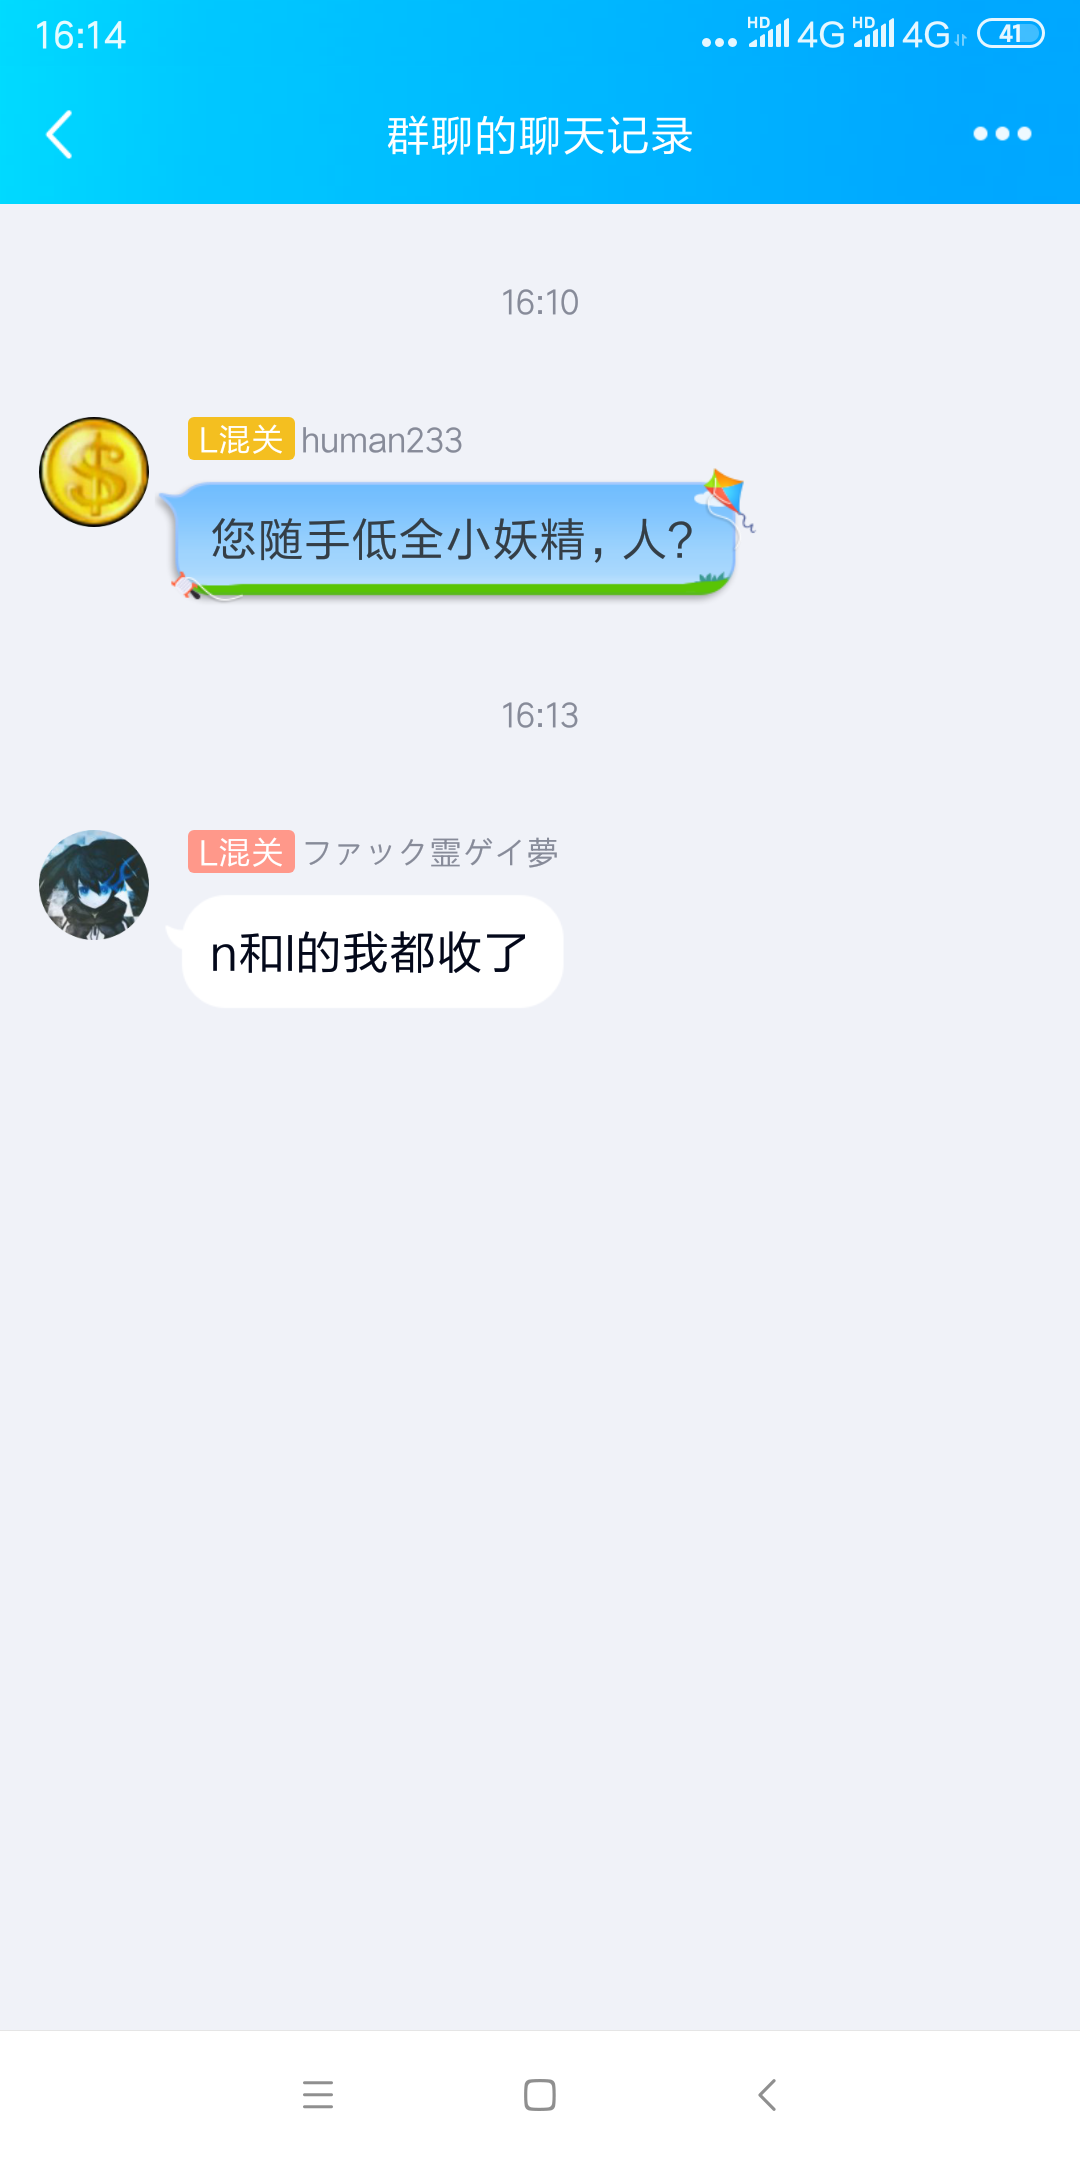 16:14
HD 4G HD 4G 41
群聊的聊天记录
16:10
L混关 human233
您随手低全小妖精，人？
16:13
L混关 ファック霊ゲイ夢
n和l的我都收了